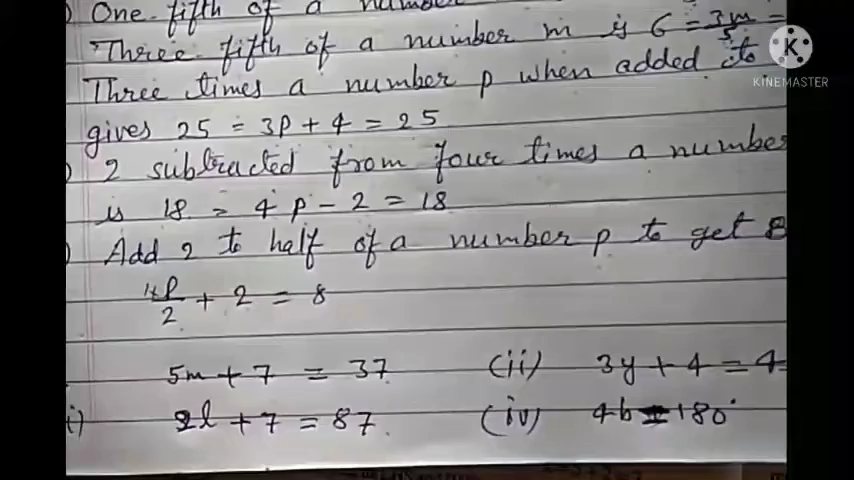 One fifth of a number
Three fifth of a number m is 6 = 3m/5 =
Three times a number p when added to
gives 25 = 3p + 4 = 25
2 subtracted from four times a number
is 18 = 4p - 2 = 18
Add 2 to half of a number p to get 8
p/2 + 2 = 8
5m + 7 = 37 (ii) 3y + 4 = 4
i) 2l + 7 = 87 (iv) 4b = 180°
K
KINEMASTER